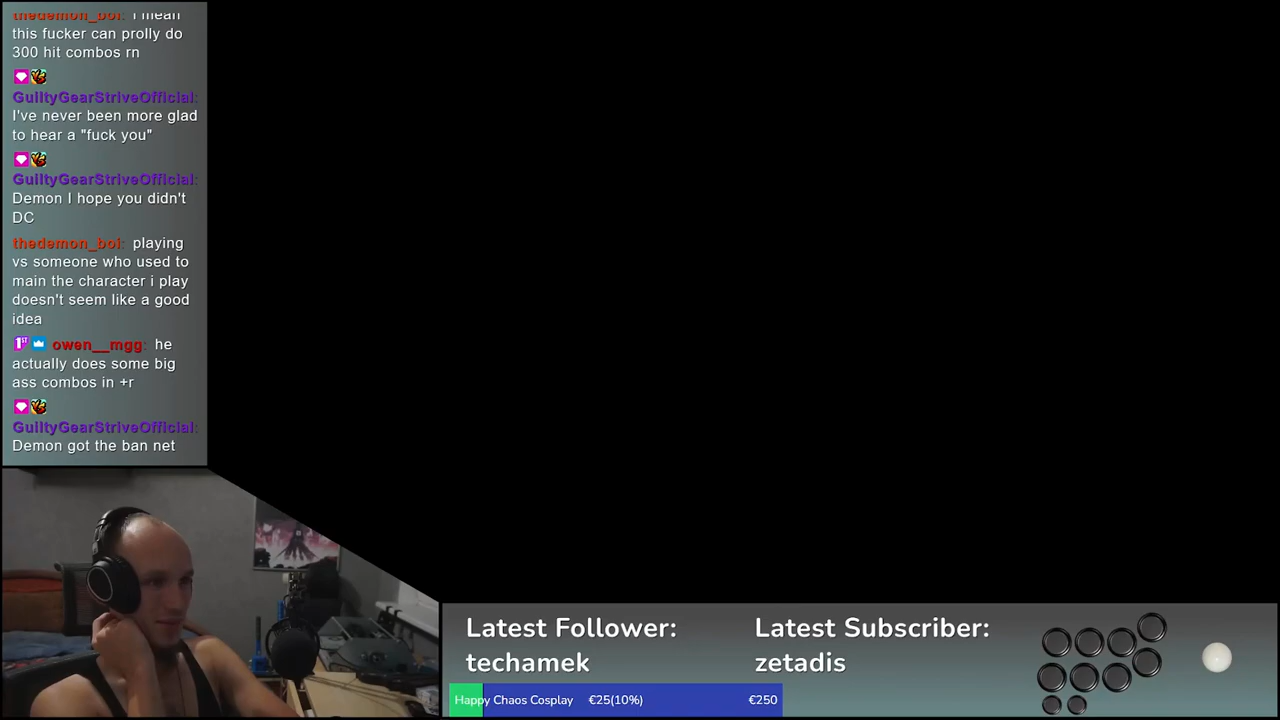 thedemon_boi: I mean
this fucker can prolly do
300 hit combos rn
GuiltyGearStriveOfficial:
I've never been more glad
to hear a "fuck you"
GuiltyGearStriveOfficial:
Demon I hope you didn't
DC
thedemon_boi: playing
vs someone who used to
main the character i play
doesn't seem like a good
idea
1ST owen__mgg: he
actually does some big
ass combos in +r
GuiltyGearStriveOfficial:
Demon got the ban net
Latest Follower:
techamek
Latest Subscriber:
zetadis
Happy Chaos Cosplay €25(10%) €250